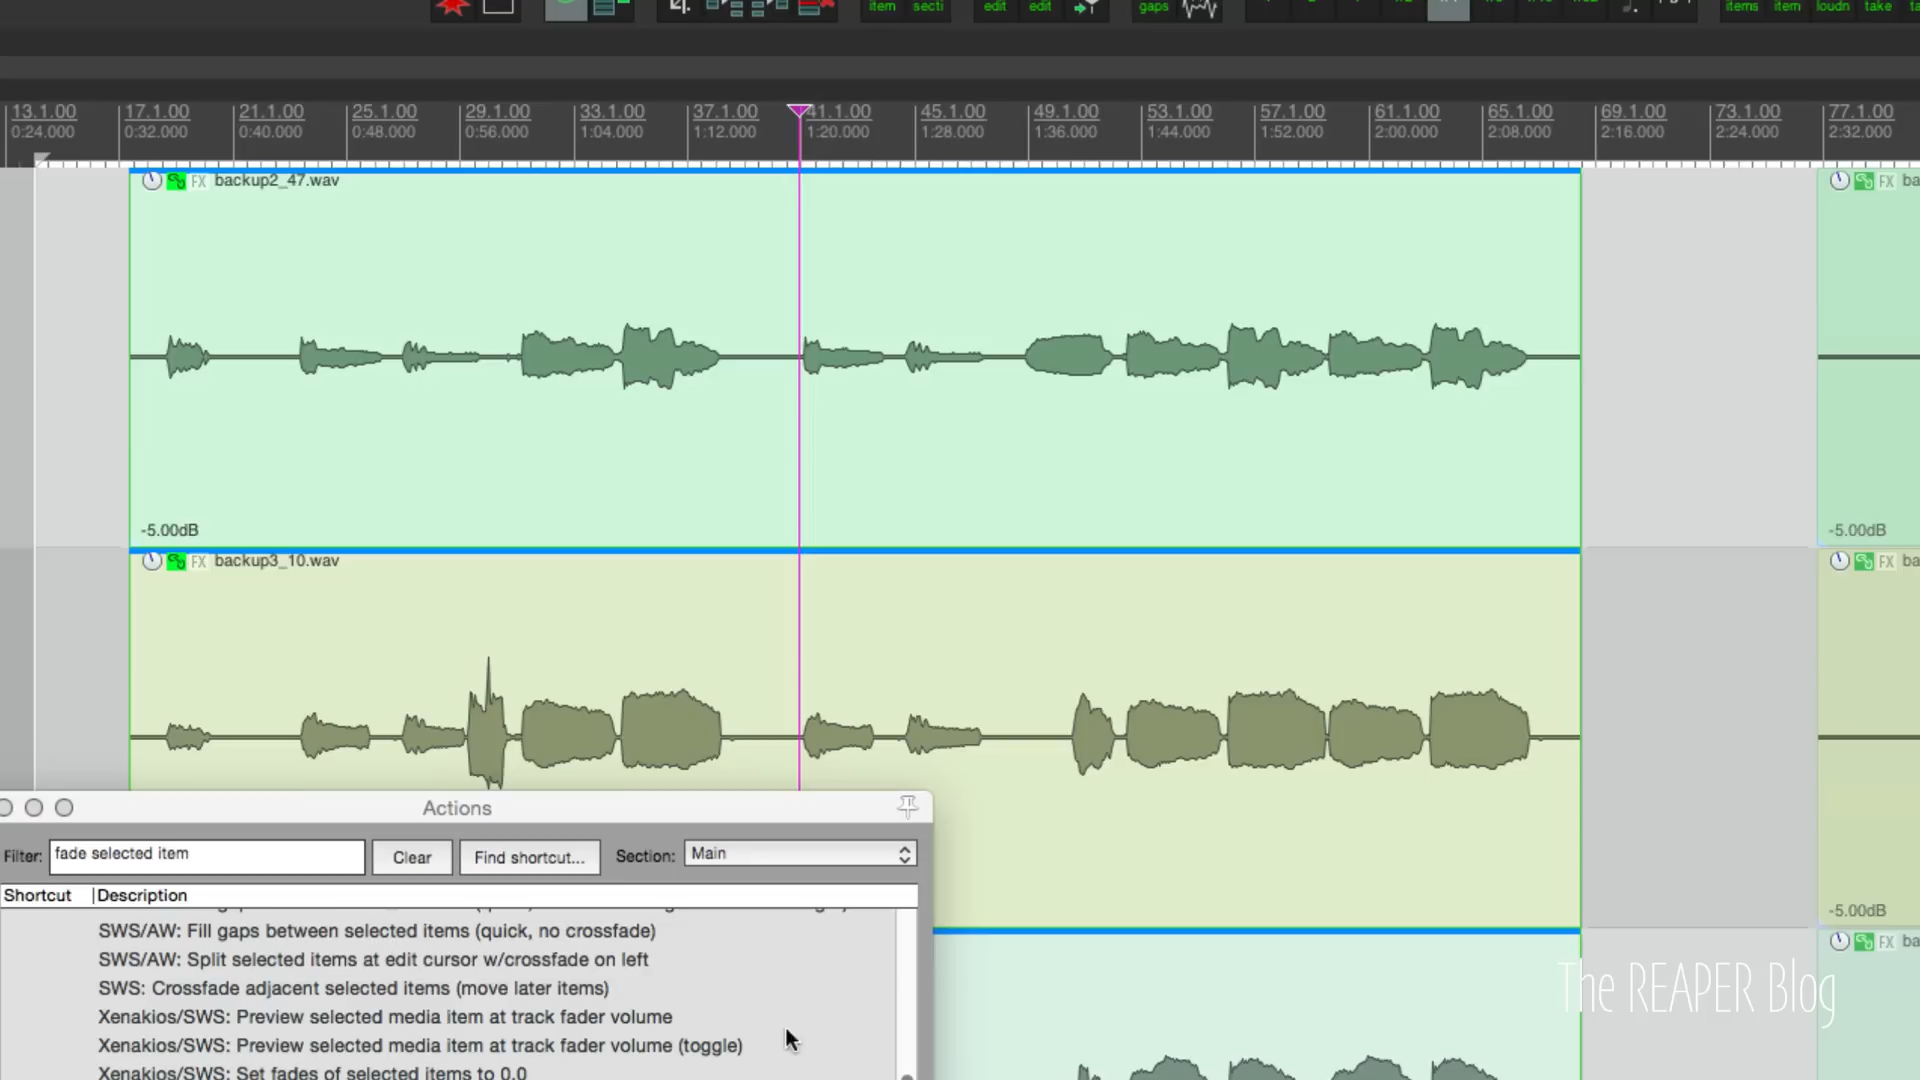 item secti edit edit gaps items item loudn take
13.1.00 17.1.00 21.1.00 25.1.00 29.1.00 33.1.00 37.1.00 41.1.00 45.1.00 49.1.00 53.1.00 57.1.00 61.1.00 65.1.00 69.1.00 73.1.00 77.1.00
0:24.000 0:32.000 0:40.000 0:48.000 0:56.000 1:04.000 1:12.000 1:20.000 1:28.000 1:36.000 1:44.000 1:52.000 2:00.000 2:08.000 2:16.000 2:24.000 2:32.000
FX backup2_47.wav FX ba
-5.00dB -5.00dB
FX backup3_10.wav FX ba
-5.00dB
FX ba
Actions
Filter: fade selected item Clear Find shortcut... Section: Main
Shortcut Description
SWS/AW: Fill gaps between selected items (quick, no crossfade)
SWS/AW: Split selected items at edit cursor w/crossfade on left
SWS: Crossfade adjacent selected items (move later items)
Xenakios/SWS: Preview selected media item at track fader volume
Xenakios/SWS: Preview selected media item at track fader volume (toggle)
Xenakios/SWS: Set fades of selected items to 0.0
The REAPER Blog